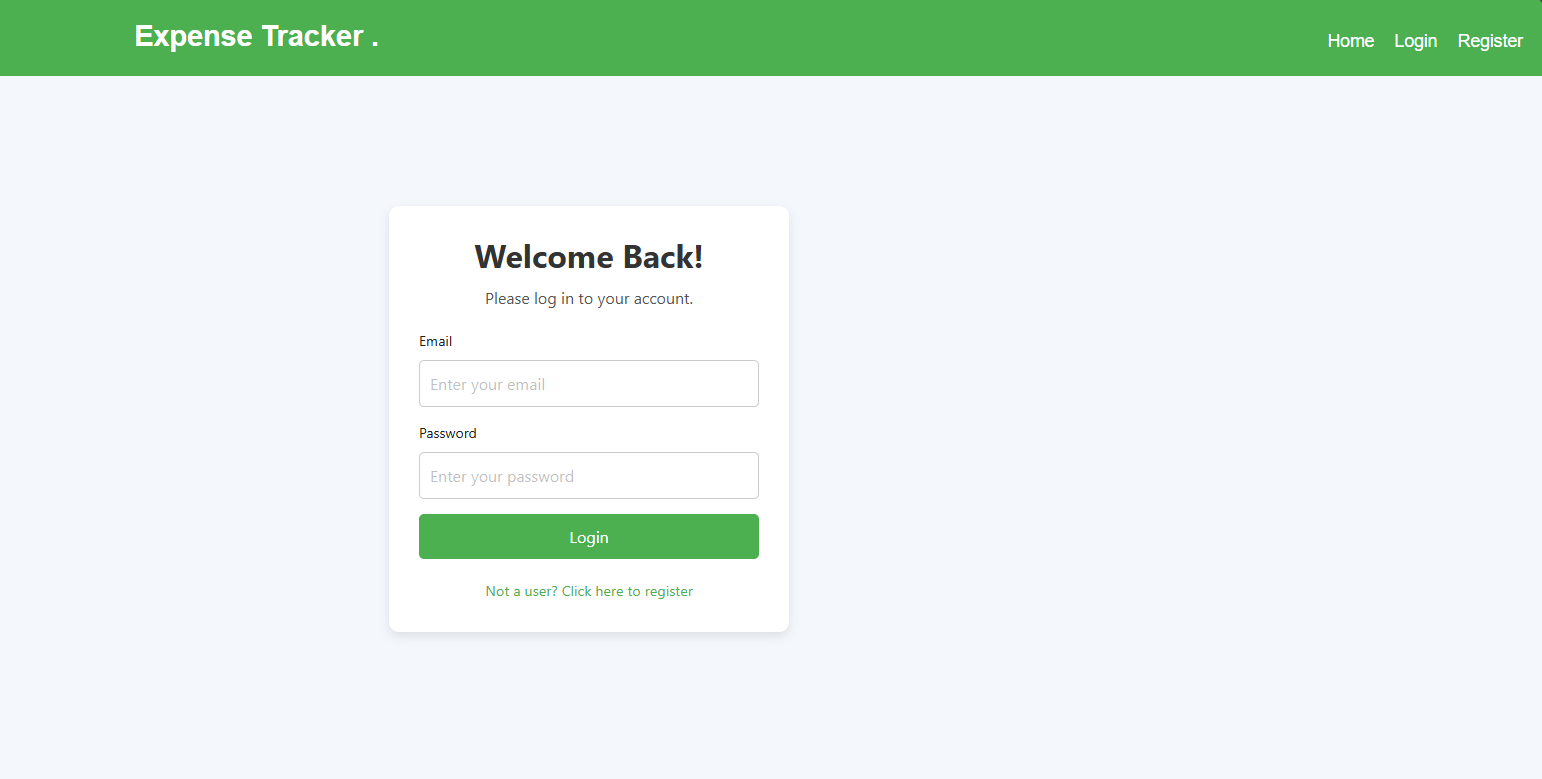 Expense Tracker .
Home Login Register
Welcome Back!
Please log in to your account.
Email
Enter your email
Password
Enter your password
Login
Not a user? Click here to register